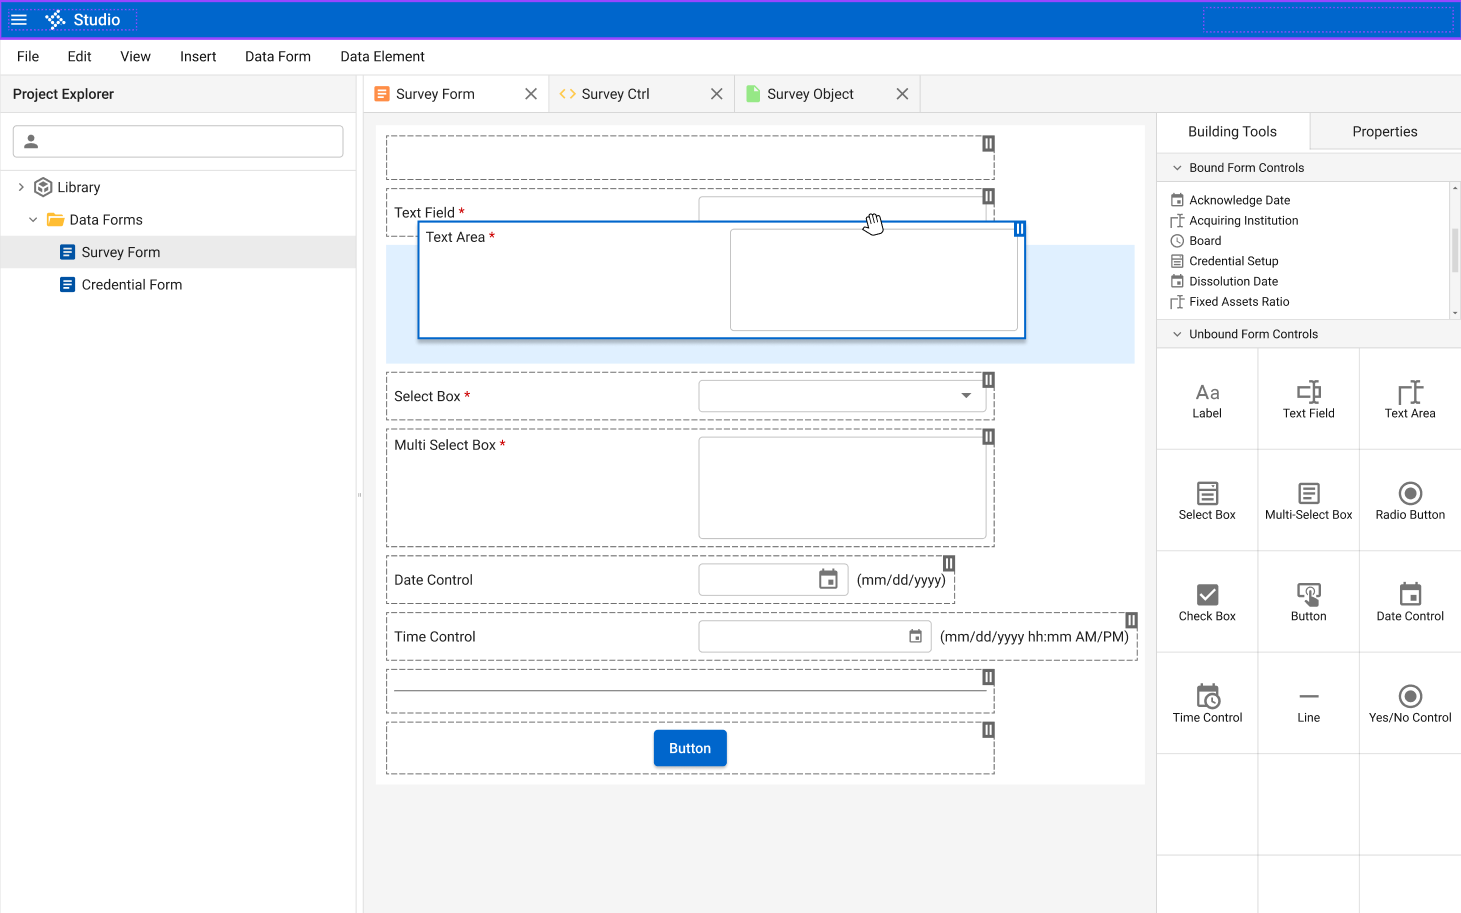 Studio
File Edit View Insert Data Form Data Element
Project Explorer
Survey Form
Survey Ctrl
Survey Object
Library
Data Forms
Survey Form
Credential Form
Text Field *
Text Area *
Select Box *
Multi Select Box *
Date Control (mm/dd/yyyy)
Time Control (mm/dd/yyyy hh:mm AM/PM)
Button
Building Tools Properties
Bound Form Controls
Acknowledge Date
Acquiring Institution
Board
Credential Setup
Dissolution Date
Fixed Assets Ratio
Unbound Form Controls
Aa
Label Text Field Text Area
Select Box Multi-Select Box Radio Button
Check Box Button Date Control
Time Control Line Yes/No Control